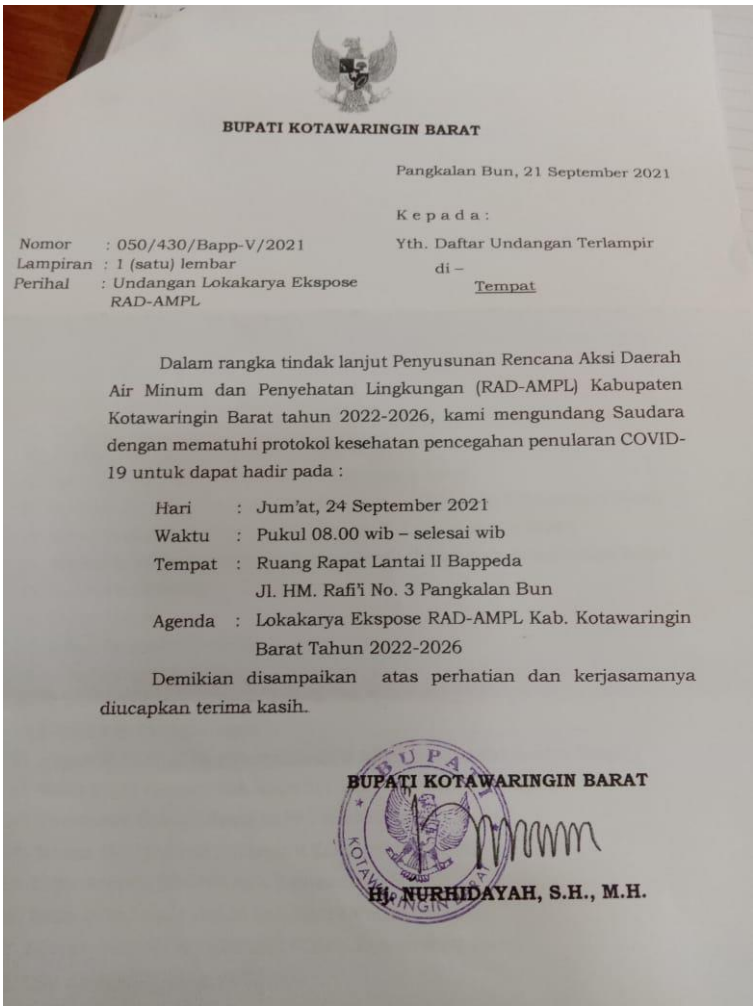 BUPATI KOTAWARINGIN BARAT
Pangkalan Bun, 21 September 2021
K e p a d a :
Nomor : 050/430/Bapp-V/2021
Yth. Daftar Undangan Terlampir
Lampiran : 1 (satu) lembar
di –
Perihal : Undangan Lokakarya Ekspose
Tempat
RAD-AMPL
Dalam rangka tindak lanjut Penyusunan Rencana Aksi Daerah
Air Minum dan Penyehatan Lingkungan (RAD-AMPL) Kabupaten
Kotawaringin Barat tahun 2022-2026, kami mengundang Saudara
dengan mematuhi protokol kesehatan pencegahan penularan COVID-
19 untuk dapat hadir pada :
Hari : Jum'at, 24 September 2021
Waktu : Pukul 08.00 wib – selesai wib
Tempat : Ruang Rapat Lantai II Bappeda
Jl. HM. Rafi'i No. 3 Pangkalan Bun
Agenda : Lokakarya Ekspose RAD-AMPL Kab. Kotawaringin
Barat Tahun 2022-2026
Demikian disampaikan atas perhatian dan kerjasamanya
diucapkan terima kasih.
BUPATI KOTAWARINGIN BARAT
BUPATI
KOTAWARINGIN BARAT
Hj. NURHIDAYAH, S.H., M.H.